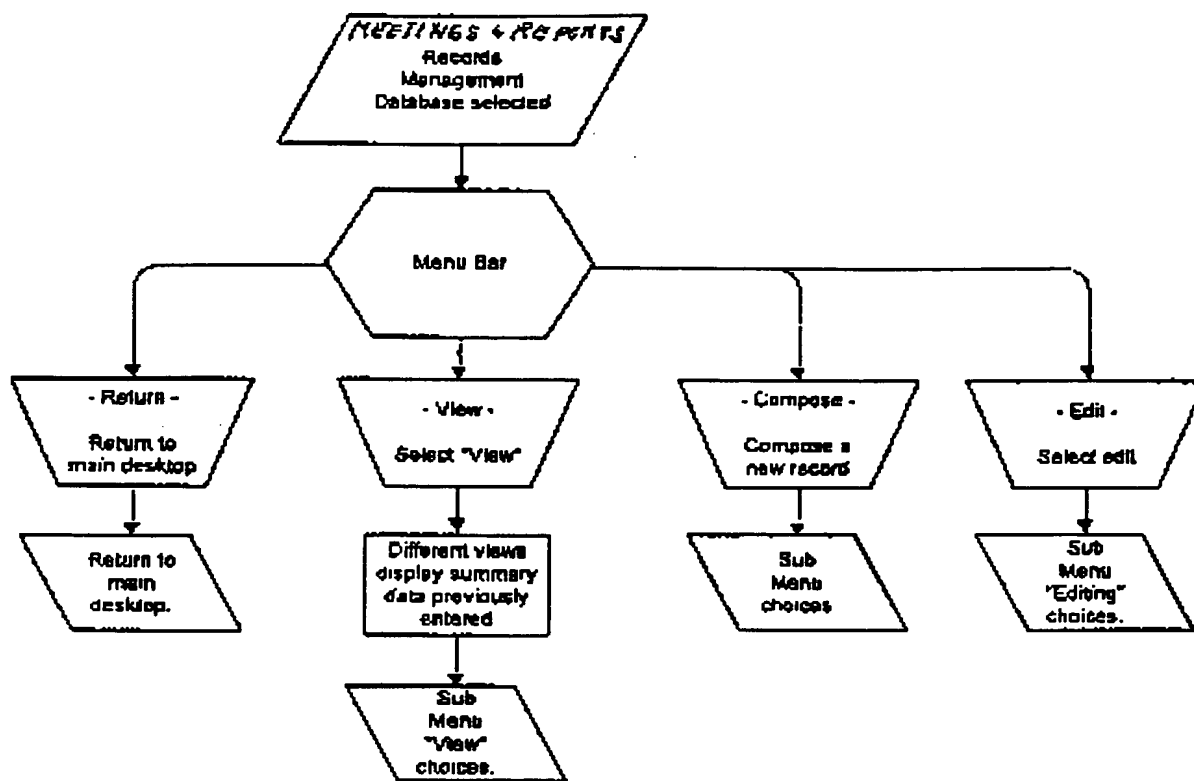 MEETINGS & REPORTS
Records
Management
Database selected
Menu Bar
- Return -
Return to
main desktop
- View -
Select "View"
- Compose -
Compose a
new record
- Edit -
Select edit
Return to
main
desktop.
Different views
display summary
data previously
entered
Sub
Menu
choices
Sub
Menu
"Editing"
choices.
Sub
Menu
"View"
choices.